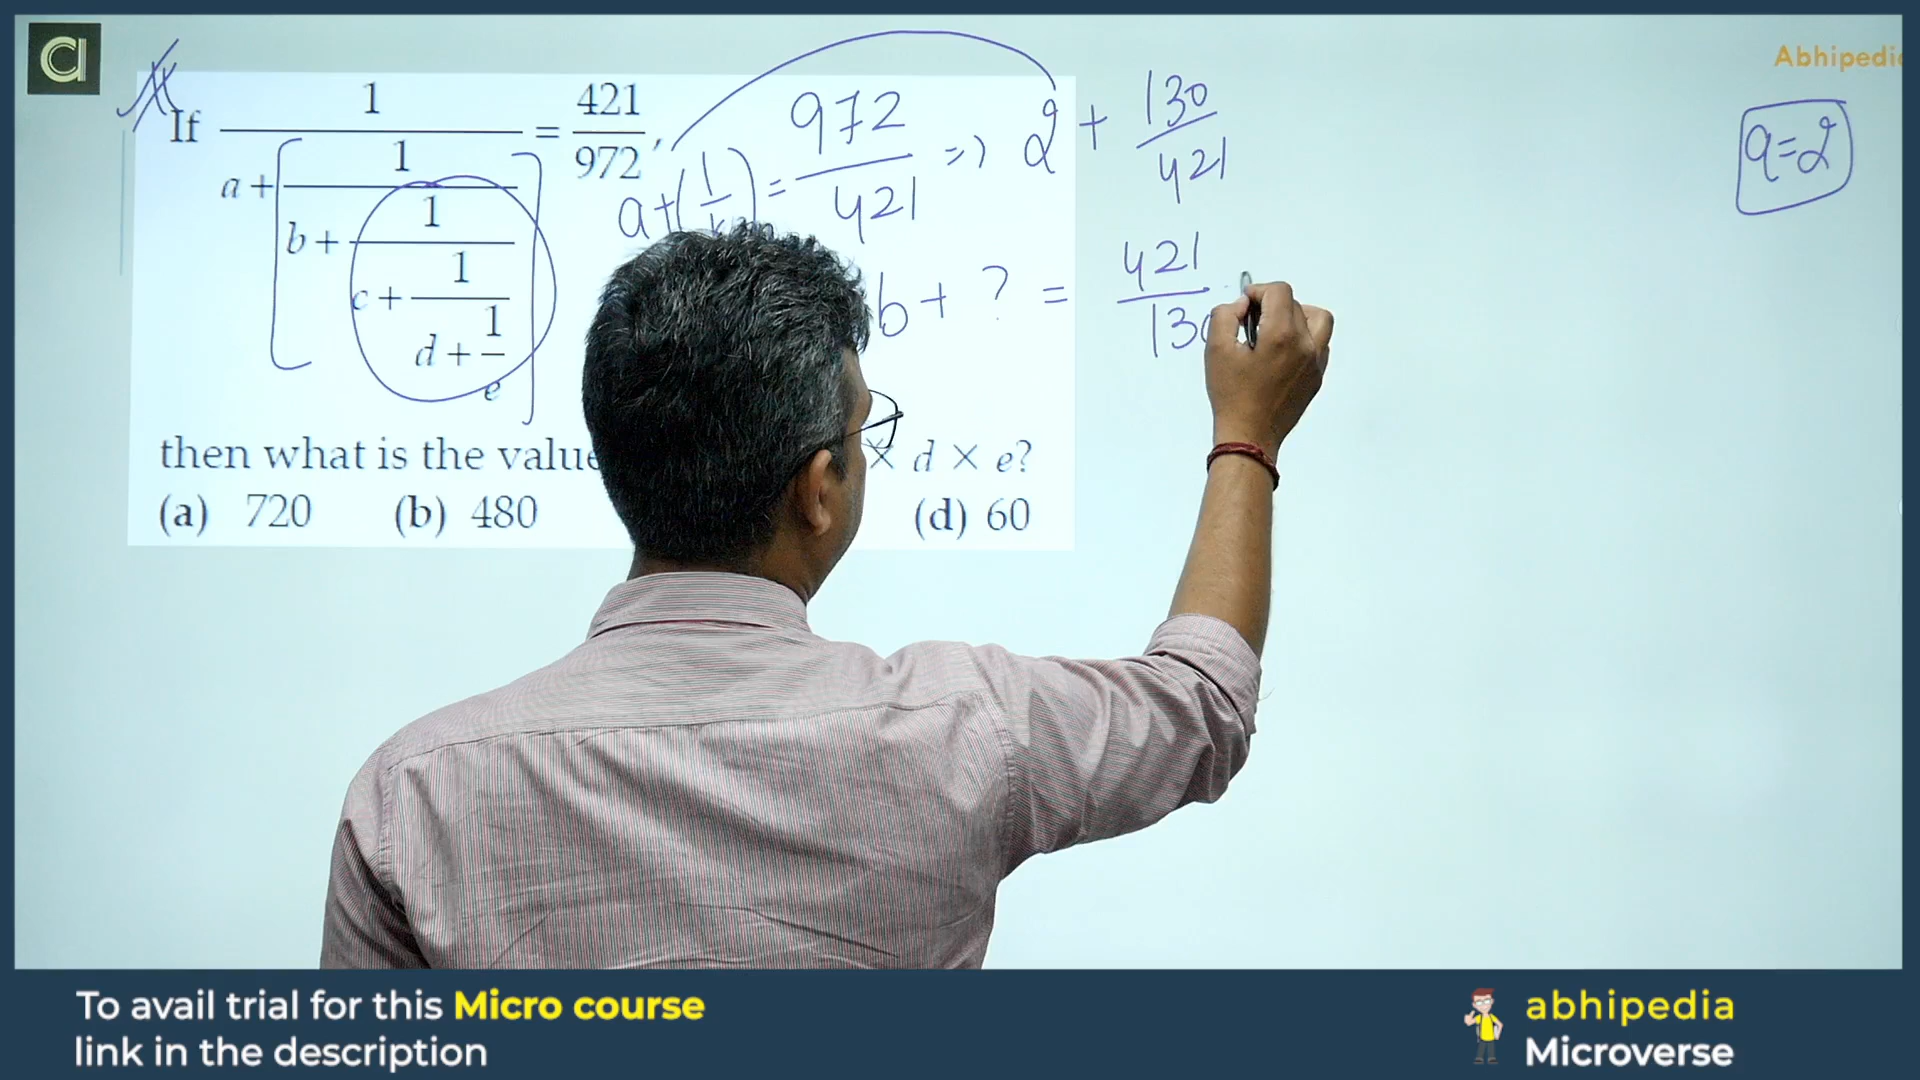 Abhipedi
If 1 / a + 1 / b + 1 / c + 1 / d + 1 / e = 421 / 972,
a + ( 1 / = 972 / 421 => 2 + 130 / 421
a=2
b + ? = 421 / 130
then what is the value × d × e?
(a) 720 (b) 480 (d) 60
To avail trial for this Micro course
link in the description
abhipedia
Microverse